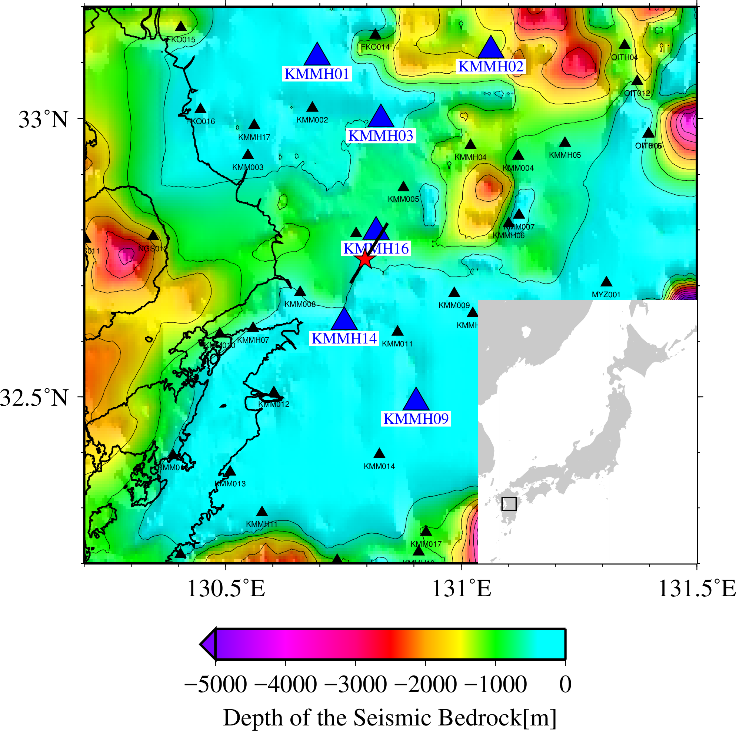 FKO015
FKO014
OITH04
KMMH01
KMMH02
OIT012
KO016
KMM002
33°N
KMMH17
KMMH03
KMMH04
KMMH05
KMM003
KMM004
KMM005
KMM007
KMMH06
KMMH16
KMM008
KMM009
MYZ001
KMMH
KMMH07
KMMH14
KMM011
32.5°N
KMM012
KMMH09
KMM014
KMM013
KMMH11
KMM017
130.5°E
131°E
131.5°E
−5000 −4000 −3000 −2000 −1000 0
Depth of the Seismic Bedrock[m]